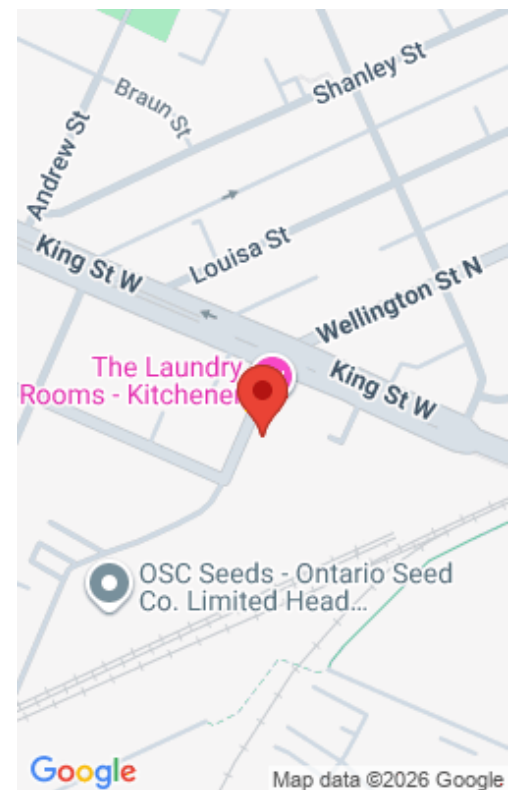 Shanley St
Braun St
Andrew St
King St W
Louisa St
Wellington St N
The Laundry
Rooms - Kitchener
King St W
OSC Seeds - Ontario Seed
Co. Limited Head...
Google
Map data ©2026 Google